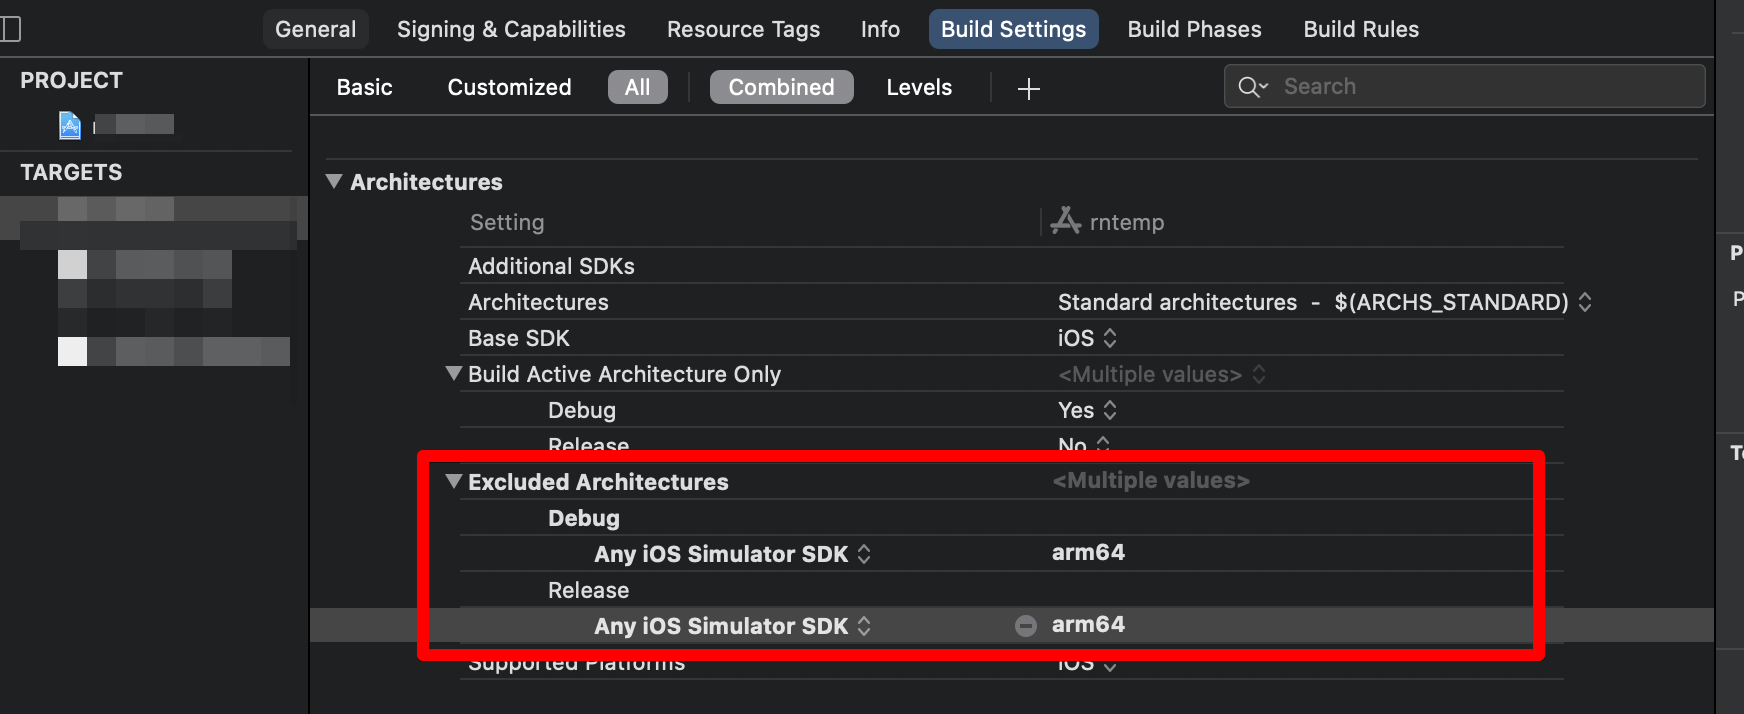 General Signing & Capabilities Resource Tags Info Build Settings Build Phases Build Rules
PROJECT
Basic Customized All Combined Levels + Search
TARGETS
Architectures
Setting rntemp
Additional SDKs
Architectures Standard architectures - $(ARCHS_STANDARD)
Base SDK iOS
Build Active Architecture Only <Multiple values>
Debug Yes
Release No
Excluded Architectures <Multiple values>
Debug
Any iOS Simulator SDK arm64
Release
Any iOS Simulator SDK arm64
Supported Platforms iOS